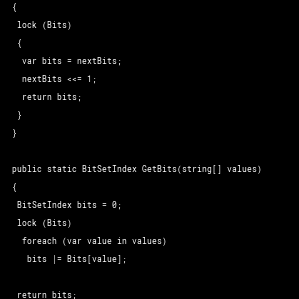 {
lock (Bits)
{
var bits = nextBits;
nextBits <<= 1;
return bits;
}
}
public static BitSetIndex GetBits(string[] values)
{
BitSetIndex bits = 0;
lock (Bits)
foreach (var value in values)
bits |= Bits[value];
return bits;